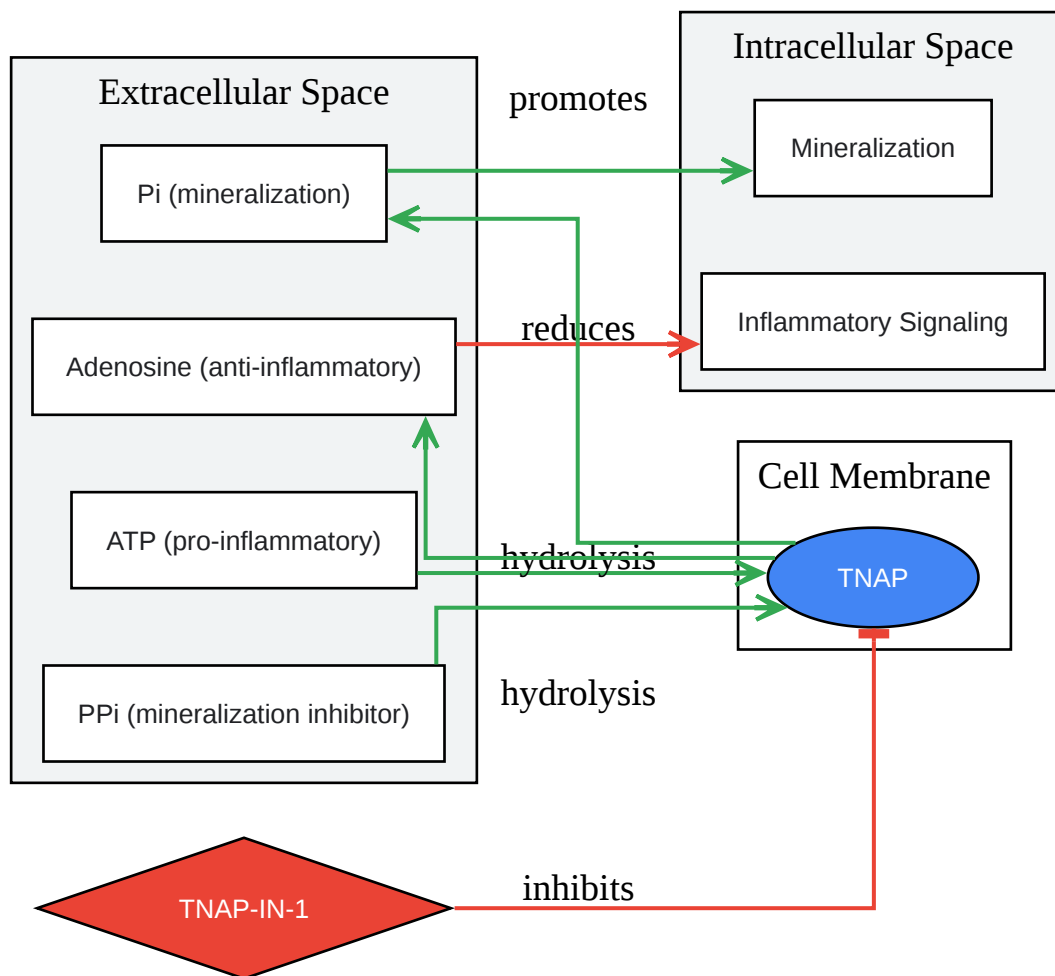 Intracellular Space
Extracellular Space
promotes
Mineralization
Pi (mineralization)
Inflammatory Signaling
reduces
Adenosine (anti-inflammatory)
Cell Membrane
ATP (pro-inflammatory)
hydrolysis
TNAP
PPi (mineralization inhibitor)
hydrolysis
inhibits
TNAP-IN-1